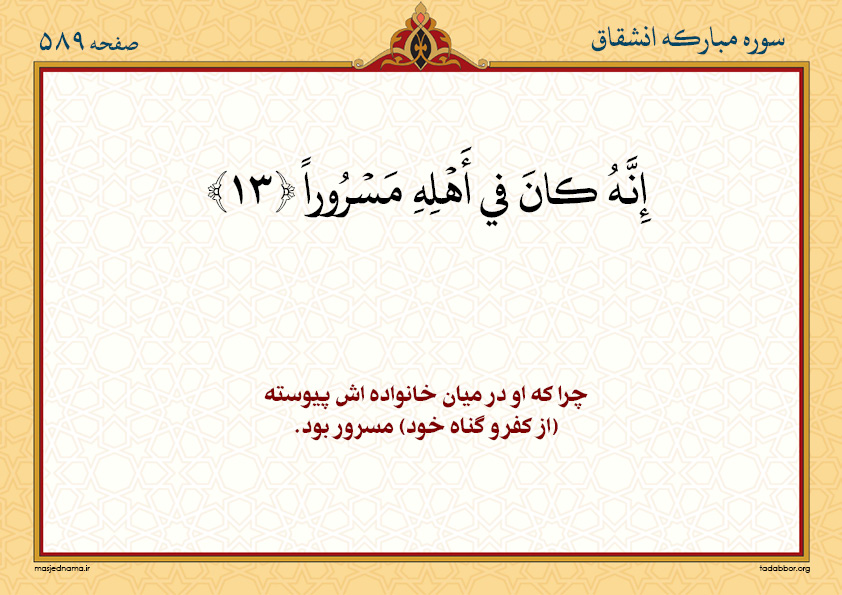 سوره مبارکه انشقاق
صفحه ۵۸۹
إِنَّهُ كانَ في أَهْلِهِ مَسْرُوراً ﴿۱۳﴾
چرا که او در میان خانواده اش پیوسته
(از کفر و گناه خود) مسرور بود.
masjednama.ir
tadabbor.org